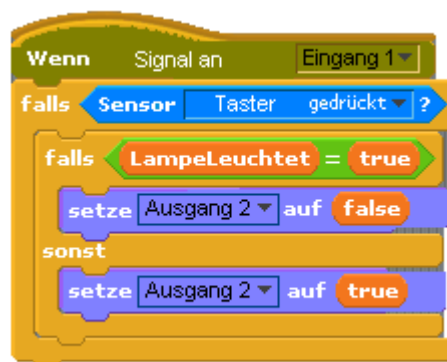 Wenn Signal an Eingang 1
falls Sensor Taster gedrückt ?
falls LampeLeuchtet = true
setze Ausgang 2 auf false
sonst
setze Ausgang 2 auf true